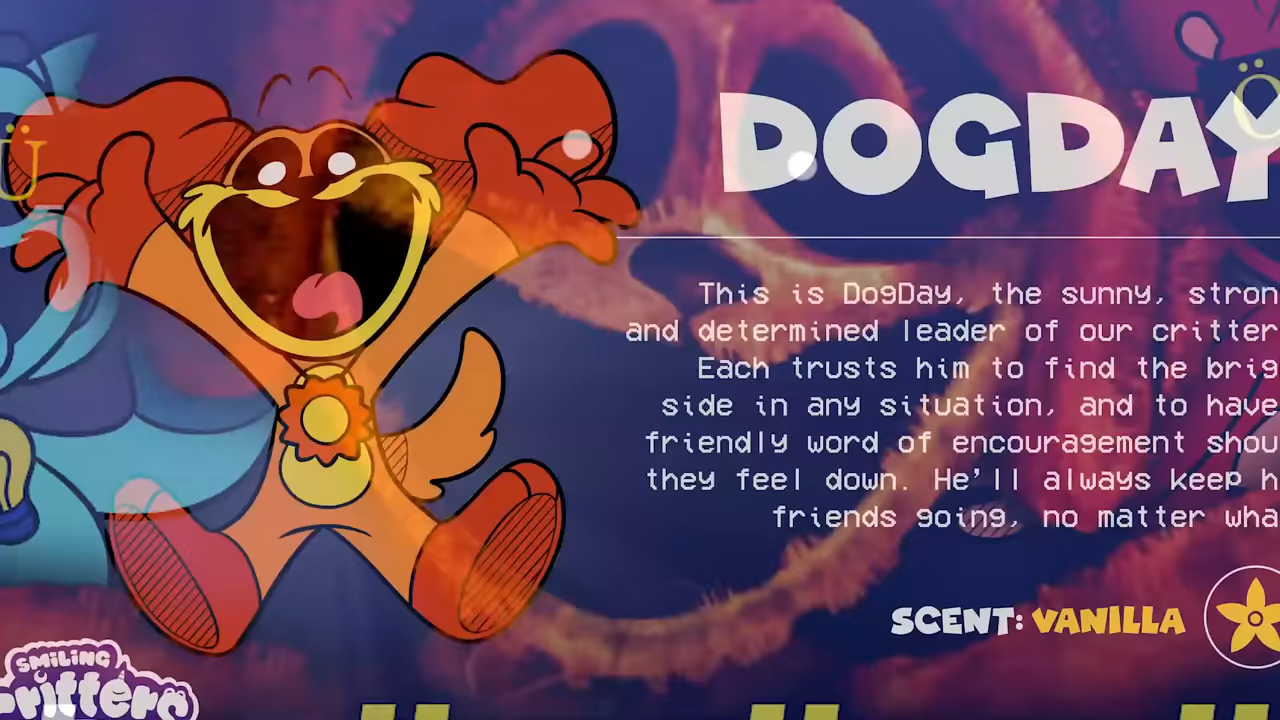 Ü
Ö
DOGDAY
This is DogDay, the sunny, stron
and determined leader of our critter
Each trusts him to find the brig
side in any situation, and to have
friendly word of encouragement shou
they feel down. He'll always keep h
friends going, no matter wha
SCENT: VANILLA
SMiLiNG
critters